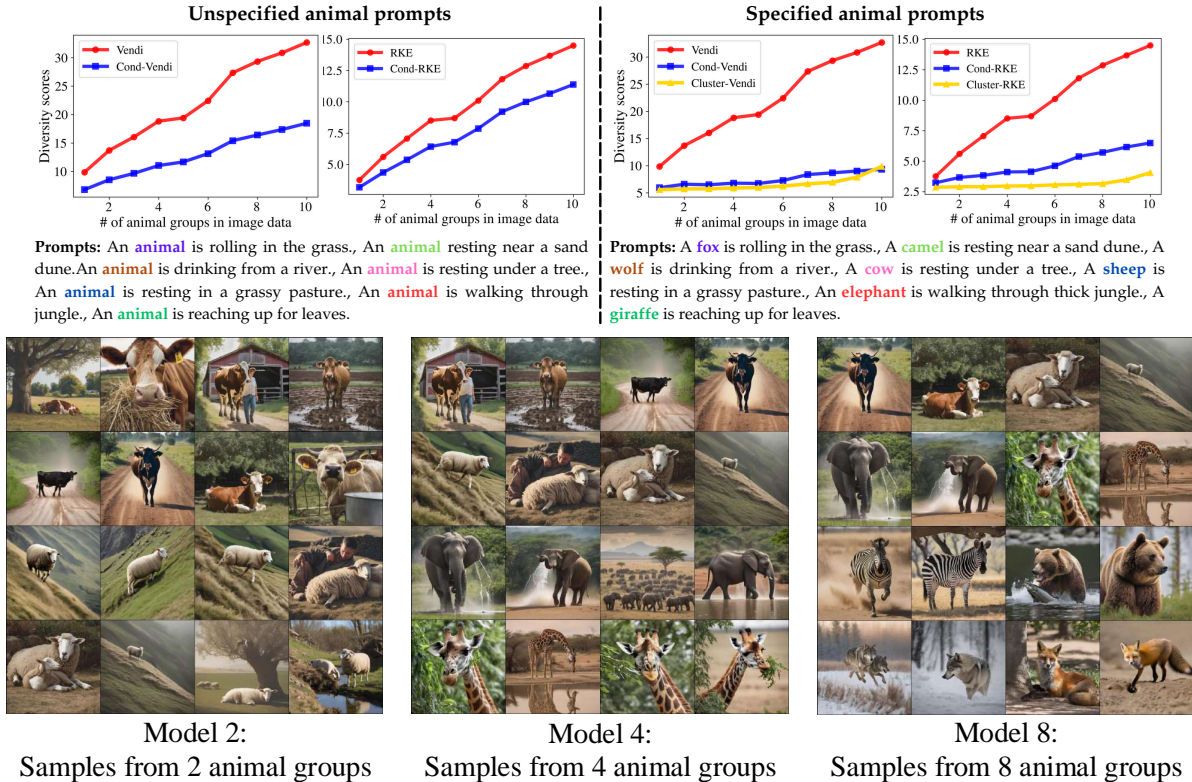 Unspecified animal prompts
Specified animal prompts
Diversity scores
30
25
20
15
10
Vendi
Cond-Vendi
2 4 6 8 10
# of animal groups in image data
15.0
12.5
10.0
7.5
5.0
RKE
Cond-RKE
2 4 6 8 10
# of animal groups in image data
Diversity scores
30
25
20
15
10
5
Vendi
Cond-Vendi
Cluster-Vendi
2 4 6 8 10
# of animal groups in image data
15.0
12.5
10.0
7.5
5.0
2.5
RKE
Cond-RKE
Cluster-RKE
2 4 6 8 10
# of animal groups in image data
Prompts: An animal is rolling in the grass., An animal resting near a sand
dune.An animal is drinking from a river., An animal is resting under a tree.,
An animal is resting in a grassy pasture., An animal is walking through
jungle., An animal is reaching up for leaves.
Prompts: A fox is rolling in the grass., A camel is resting near a sand dune., A
wolf is drinking from a river., A cow is resting under a tree., A sheep is
resting in a grassy pasture., An elephant is walking through thick jungle., A
giraffe is reaching up for leaves.
Model 2:
Samples from 2 animal groups
Model 4:
Samples from 4 animal groups
Model 8:
Samples from 8 animal groups